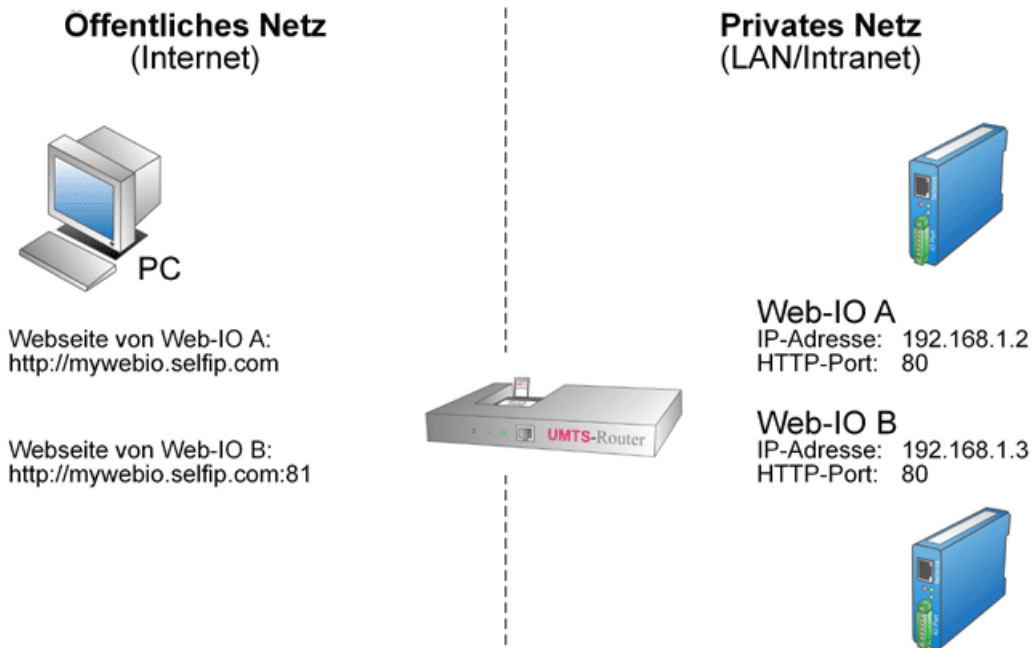 Öffentliches Netz
(Internet)
Privates Netz
(LAN/Intranet)
PC
Webseite von Web-IO A:
http://mywebio.selfip.com
Webseite von Web-IO B:
http://mywebio.selfip.com:81
UMTS-Router
Web-IO A
IP-Adresse: 192.168.1.2
HTTP-Port: 80
Web-IO B
IP-Adresse: 192.168.1.3
HTTP-Port: 80